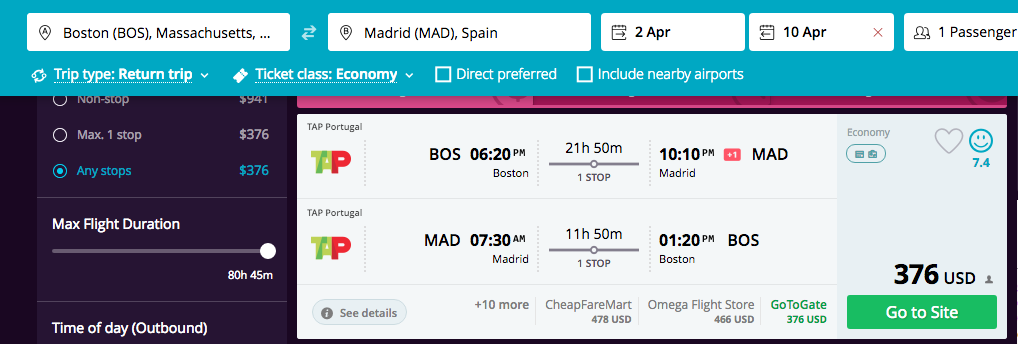 Boston (BOS), Massachusetts, ...
Madrid (MAD), Spain
2 Apr
10 Apr
1 Passenger
Trip type: Return trip
Ticket class: Economy
Direct preferred
Include nearby airports
Non-stop $941
Max. 1 stop $376
Any stops $376
Max Flight Duration
80h 45m
Time of day (Outbound)
TAP Portugal
TAP
BOS 06:20 PM
Boston
21h 50m
1 STOP
10:10 PM +1 MAD
Madrid
TAP Portugal
TAP
MAD 07:30 AM
Madrid
11h 50m
1 STOP
01:20 PM BOS
Boston
See details
+10 more
CheapFareMart
478 USD
Omega Flight Store
466 USD
GoToGate
376 USD
Economy
7.4
376 USD
Go to Site